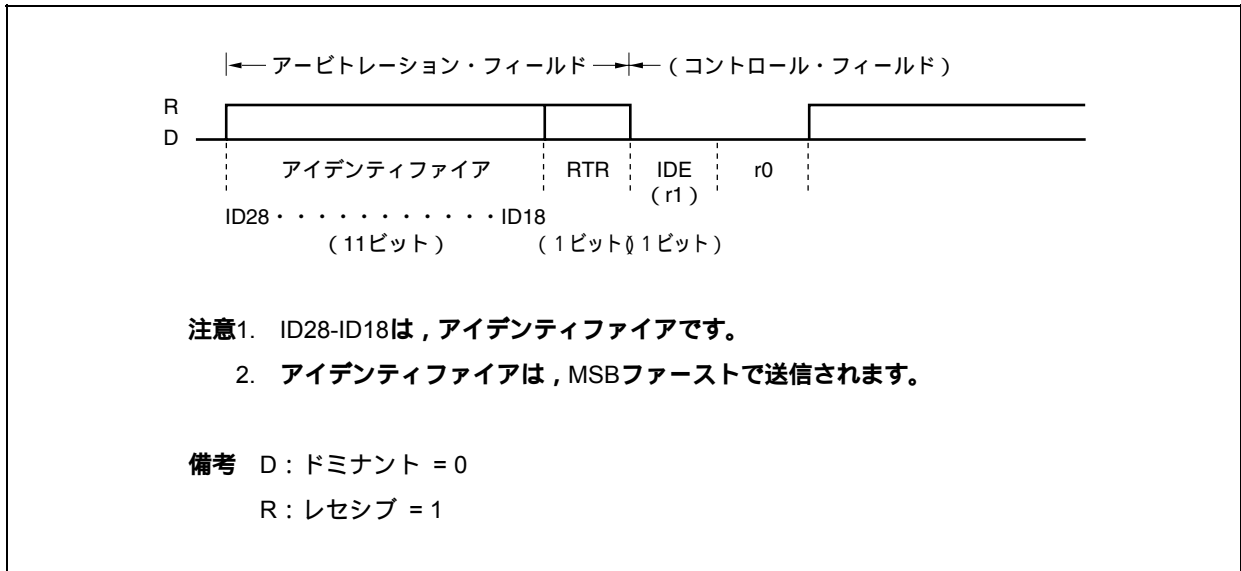 アービトレーション・フィールド (コントロール・フィールド)
R
D
アイデンティファイア RTR IDE r0
(r1)
ID28・・・・・・・・・・・ID18
(11ビット) (1ビット)(1ビット)
注意1. ID28-ID18は,アイデンティファイアです。
2. アイデンティファイアは,MSBファーストで送信されます。
備考 D:ドミナント = 0
R:レセシブ = 1